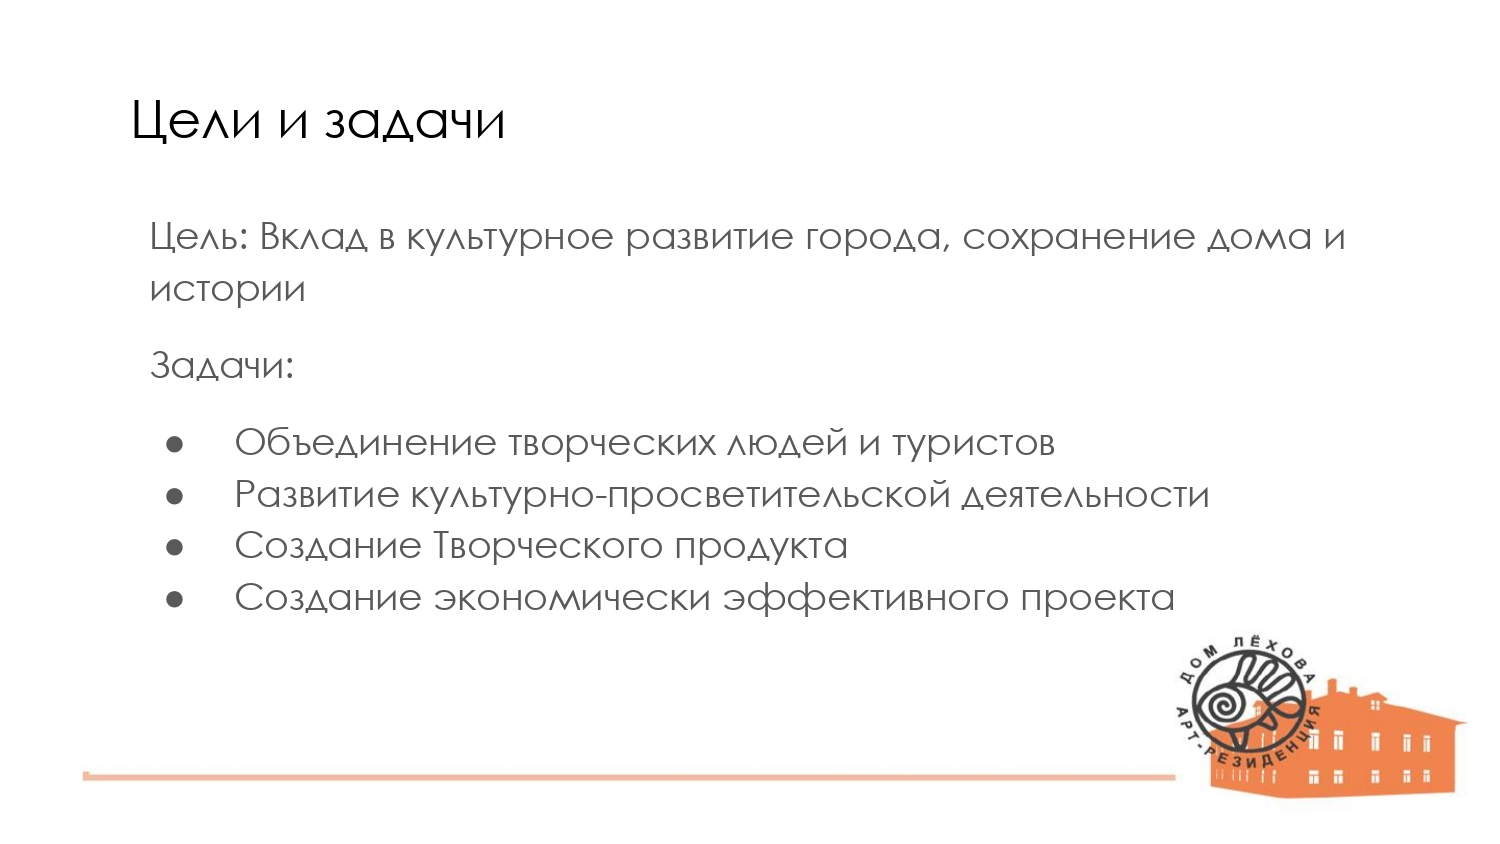 Цели и задачи
Цель: Вклад в культурное развитие города, сохранение дома и
истории
Задачи:
● Объединение творческих людей и туристов
● Развитие культурно-просветительской деятельности
● Создание Творческого продукта
● Создание экономически эффективного проекта
ДОМ ЛЁХОВА
АРТ-РЕЗИДЕНЦИЯ